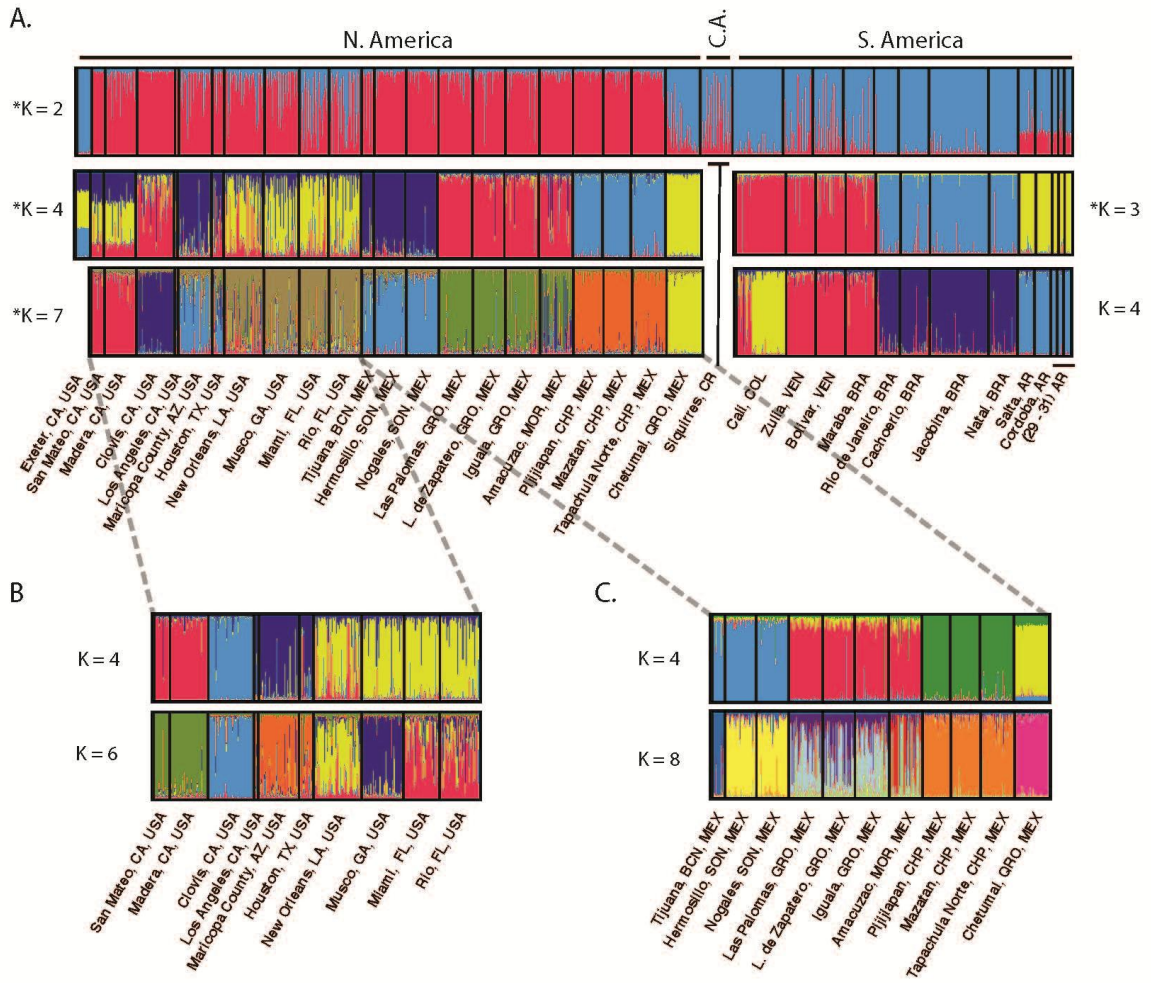 A.
N. America
C.A.
S. America
*K = 2
*K = 4
*K = 3
*K = 7
K = 4
Exeter, CA, USA
San Mateo, CA, USA
Madera, CA, USA
Clovis, CA, USA
Los Angeles, CA, USA
Maricopa County, AZ, USA
Houston, TX, USA
New Orleans, LA, USA
Musco, GA, USA
Miami, FL, USA
Rio, FL, USA
Tijuana, BCN, MEX
Hermosillo, SON, MEX
Nogales, SON, MEX
Las Palomas, GRO, MEX
L. de Zapatero, GRO, MEX
Iguala, GRO, MEX
Amacuzac, MOR, MEX
Pijijiapan, CHP, MEX
Mazatan, CHP, MEX
Tapachula Norte, CHP, MEX
Chetumal, QRO, MEX
Siquirres, CR
Cali, COL
Zulia, VEN
Bolivar, VEN
Maraba, BRA
Rio de Janeiro, BRA
Cachoerio, BRA
Jacobina, BRA
Natal, BRA
Salta, AR
Cordoba, AR
(29 - 31) AR
B
C.
K = 4
K = 4
K = 6
K = 8
San Mateo, CA, USA
Madera, CA, USA
Clovis, CA, USA
Los Angeles, CA, USA
Maricopa County, AZ, USA
Houston, TX, USA
New Orleans, LA, USA
Musco, GA, USA
Miami, FL, USA
Rio, FL, USA
Tijuana, BCN, MEX
Hermosillo, SON, MEX
Nogales, SON, MEX
Las Palomas, GRO, MEX
L. de Zapatero, GRO, MEX
Iguala, GRO, MEX
Amacuzac, MOR, MEX
Pijijiapan, CHP, MEX
Mazatan, CHP, MEX
Tapachula Norte, CHP, MEX
Chetumal, QRO, MEX